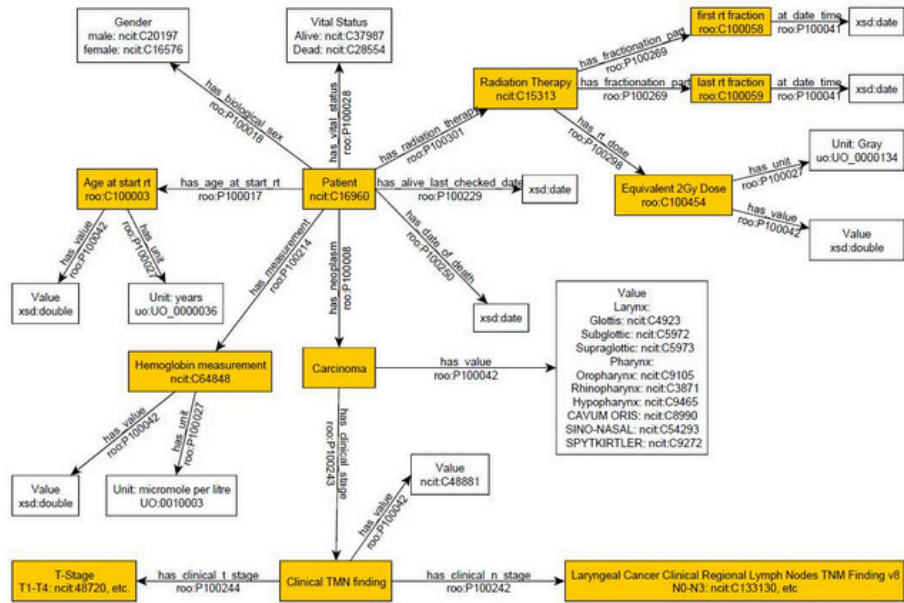 Gender
male: ncit:C20197
female: ncit:C16576
Vital Status
Alive: ncit:C37987
Dead: ncit:C28554
first rt fraction
roo:C100058
at_date_time
roo:P100041
xsd:date
has_fractionation_part
roo:P100269
Radiation Therapy
ncit:C15313
has_fractionation_part
roo:P100269
last rt fraction
roo:C100059
at_date_time
roo:P100041
xsd:date
has_biological_sex
roo:P100018
has_vital_status
roo:P100028
has_radiation_therapy
roo:P100301
has_rt_dose
roo:P100298
Unit: Gray
uo:UO_0000134
has_unit
roo:P100027
Age at start rt
roo:C100003
has_age_at_start_rt
roo:P100017
Patient
ncit:C16960
has_alive_last_checked_date
roo:P100229
xsd:date
Equivalent 2Gy Dose
roo:C100454
has_value
roo:P100042
Value
xsd:double
has_value
roo:P100042
has_unit
roo:P100027
has_measurement
roo:P100214
has_neoplasm
roo:P100008
has_date_of_death
roo:P100250
Value
xsd:double
Unit: years
uo:UO_0000036
xsd:date
Value
Larynx:
Glottis: ncit:C4923
Subglottic: ncit:C5972
Supraglottic: ncit:C5973
Pharynx:
Oropharynx: ncit:C9105
Rhinopharynx: ncit:C3871
Hypopharynx: ncit:C9465
CAVUM ORIS: ncit:C8990
SINO-NASAL: ncit:C54293
SPYTKIRTLER: ncit:C9272
Hemoglobin measurement
ncit:C64848
Carcinoma
has_value
roo:P100042
has_value
roo:P100042
has_unit
roo:P100027
has_clinical_stage
roo:P100243
Value
xsd:double
Unit: micromole per litre
UO:0010003
Value
ncit:C48881
has_value
roo:P100042
T-Stage
T1-T4: ncit:48720, etc.
has_clinical_t_stage
roo:P100244
Clinical TMN finding
has_clinical_n_stage
roo:P100242
Laryngeal Cancer Clinical Regional Lymph Nodes TNM Finding v8
N0-N3: ncit:C133130, etc